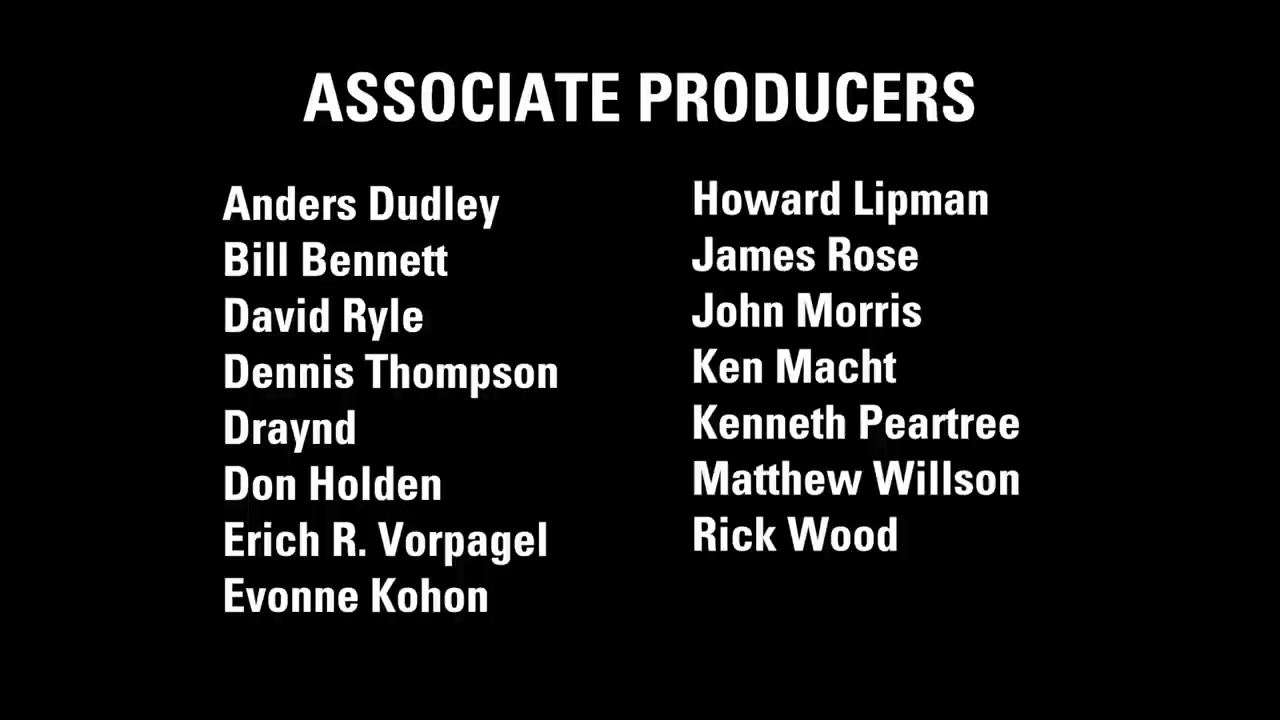 ASSOCIATE PRODUCERS
Anders Dudley
Bill Bennett
David Ryle
Dennis Thompson
Draynd
Don Holden
Erich R. Vorpagel
Evonne Kohon
Howard Lipman
James Rose
John Morris
Ken Macht
Kenneth Peartree
Matthew Willson
Rick Wood